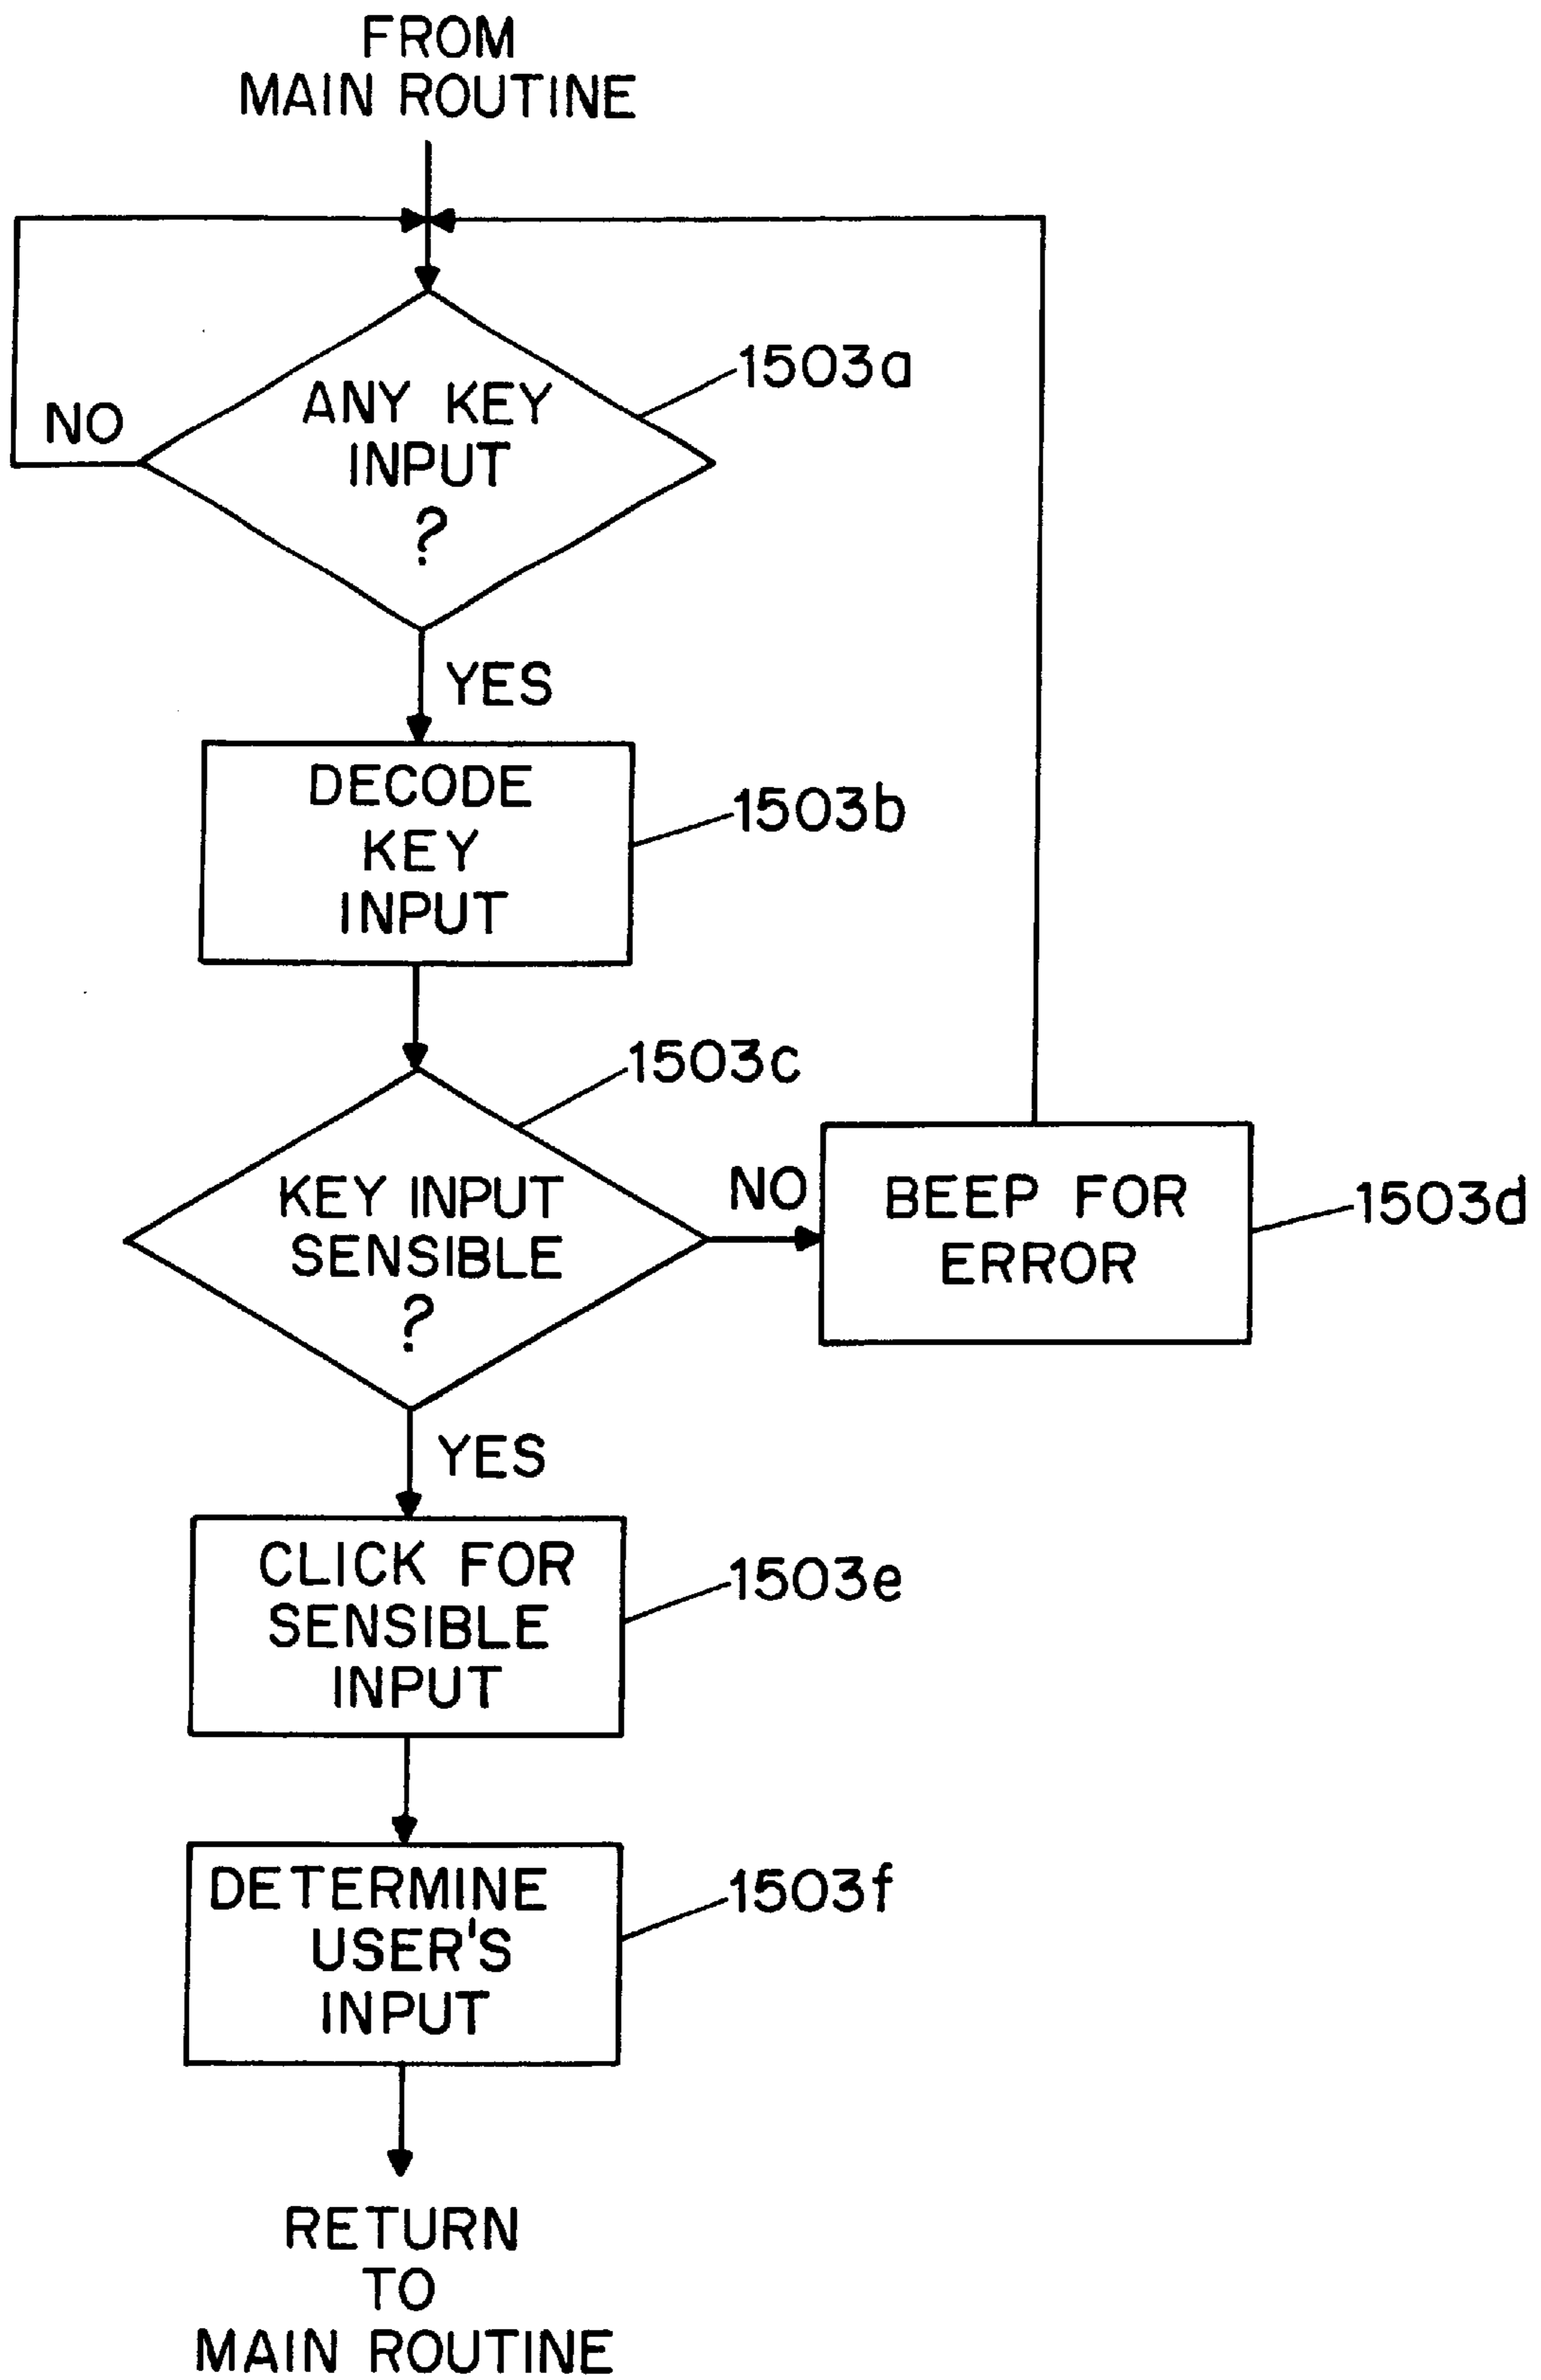 FROM
MAIN ROUTINE
1503a
ANY KEY
INPUT
?
NO
YES
DECODE
KEY
INPUT
1503b
1503c
KEY INPUT
SENSIBLE
?
NO
BEEP FOR
ERROR
1503d
YES
CLICK FOR
SENSIBLE
INPUT
1503e
DETERMINE
USER'S
INPUT
1503f
RETURN
TO
MAIN ROUTINE